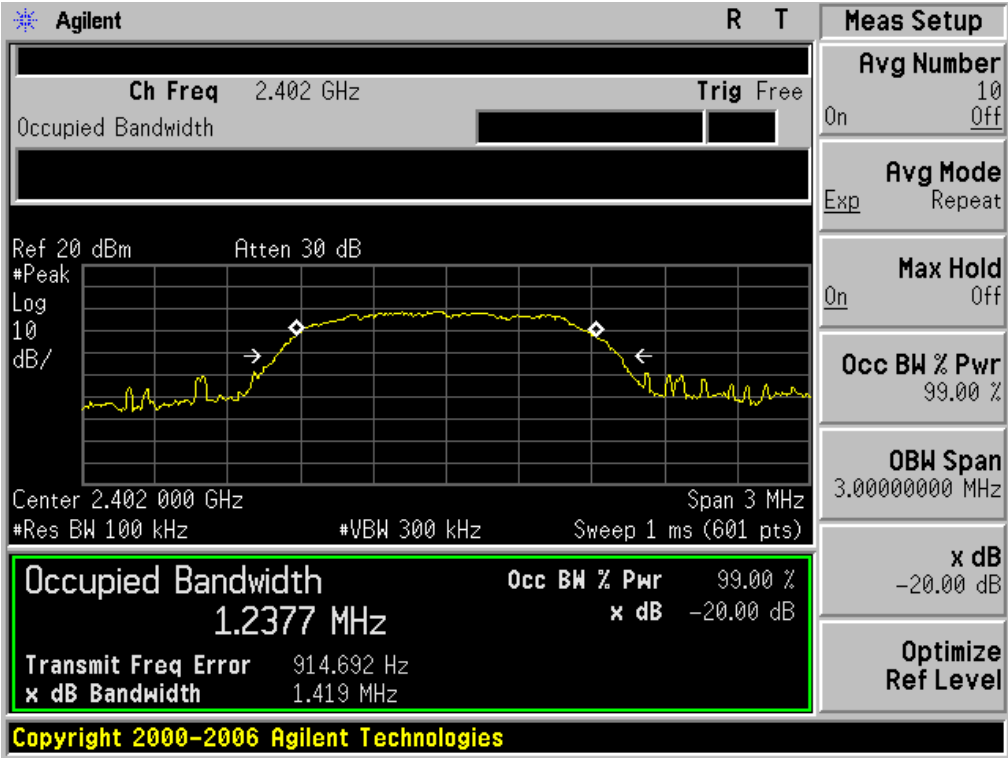 Agilent R T
Ch Freq 2.402 GHz Trig Free
Occupied Bandwidth
Ref 20 dBm Atten 30 dB
#Peak
Log
10
dB/
Center 2.402 000 GHz Span 3 MHz
#Res BW 100 kHz #VBW 300 kHz Sweep 1 ms (601 pts)
Occupied Bandwidth Occ BW % Pwr 99.00 %
1.2377 MHz x dB -20.00 dB
Transmit Freq Error 914.692 Hz
x dB Bandwidth 1.419 MHz
Copyright 2000-2006 Agilent Technologies
Meas Setup
Avg Number
10
On Off
Avg Mode
Exp Repeat
Max Hold
On Off
Occ BW % Pwr
99.00 %
OBW Span
3.00000000 MHz
x dB
-20.00 dB
Optimize
Ref Level